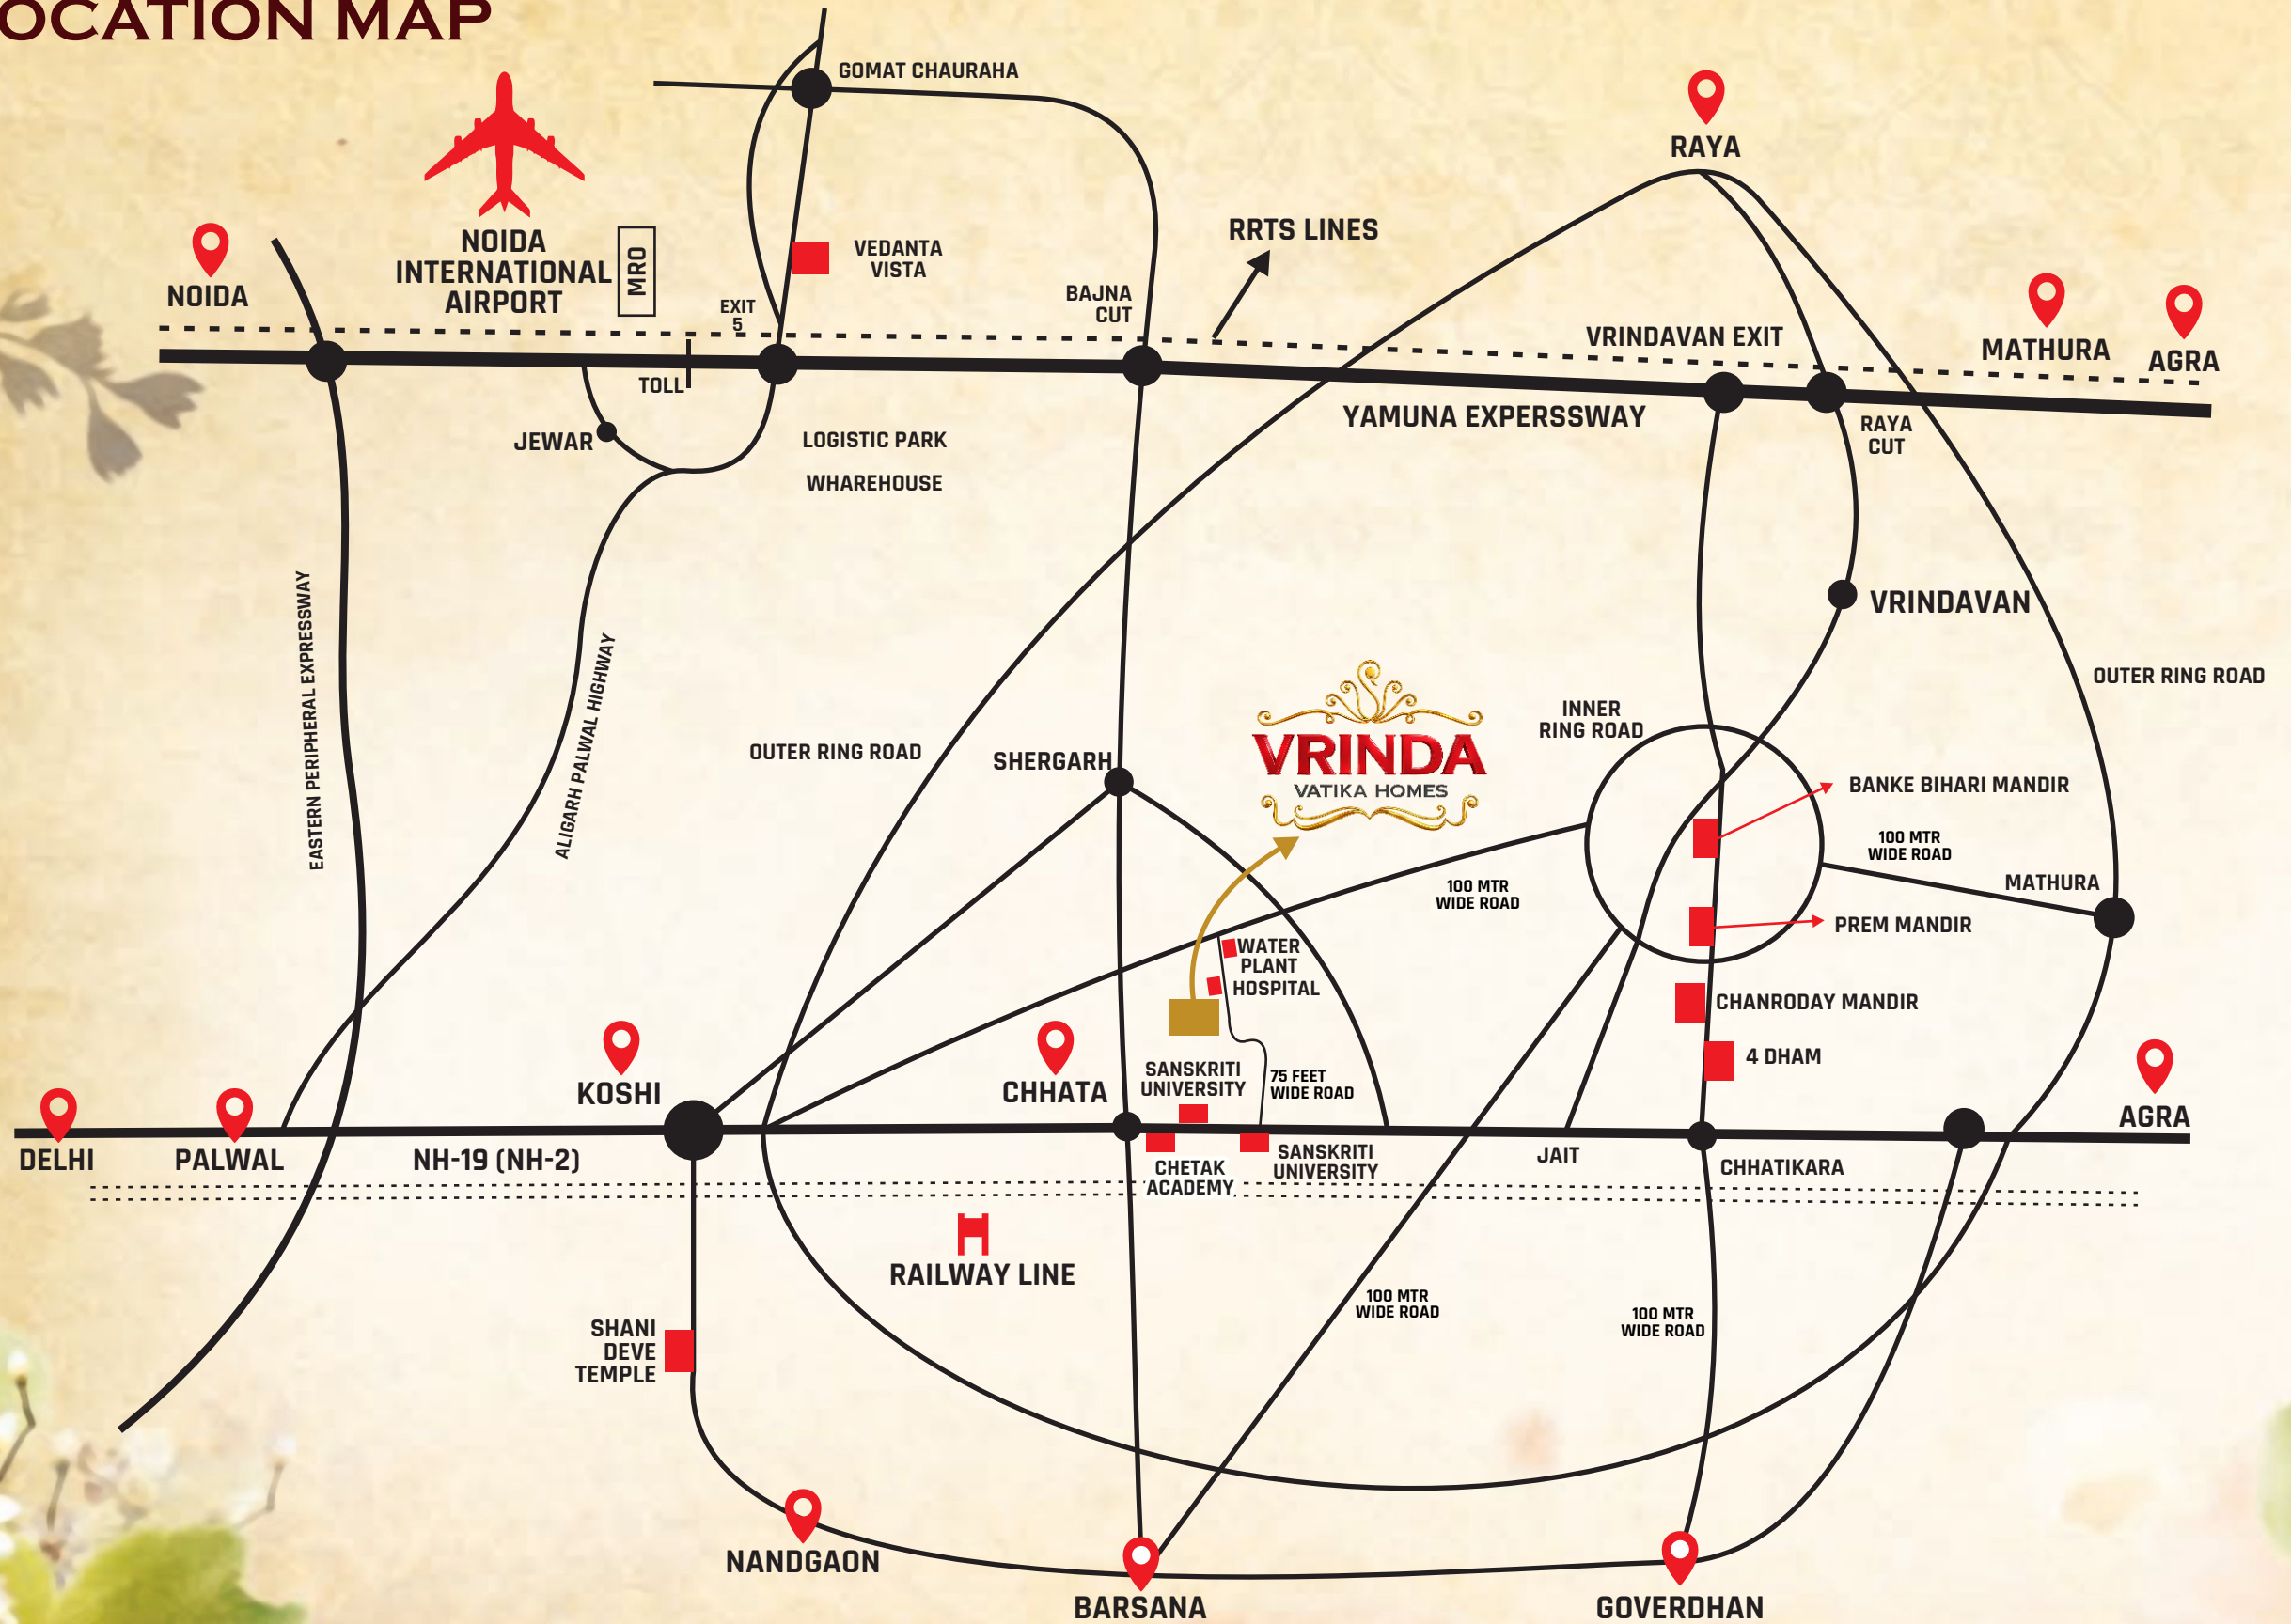 OCATION MAP
GOMAT CHAURAHA
RAYA
NOIDA
NOIDA
INTERNATIONAL
AIRPORT
MRO
VEDANTA
VISTA
RRTS LINES
EXIT
5
BAJNA
CUT
VRINDAVAN EXIT
MATHURA
AGRA
TOLL
JEWAR
LOGISTIC PARK
WHAREHOUSE
YAMUNA EXPERSSWAY
RAYA
CUT
VRINDAVAN
EASTERN PERIPHERAL EXPRESSWAY
ALIGARH PALWAL HIGHWAY
OUTER RING ROAD
OUTER RING ROAD
SHERGARH
VRINDA
VATIKA HOMES
INNER
RING ROAD
BANKE BIHARI MANDIR
100 MTR
WIDE ROAD
MATHURA
100 MTR
WIDE ROAD
PREM MANDIR
WATER
PLANT
HOSPITAL
CHANRODAY MANDIR
4 DHAM
KOSHI
CHHATA
SANSKRITI
UNIVERSITY
75 FEET
WIDE ROAD
AGRA
DELHI
PALWAL
NH-19 (NH-2)
CHETAK
ACADEMY
SANSKRITI
UNIVERSITY
JAIT
CHHATIKARA
RAILWAY LINE
SHANI
DEVE
TEMPLE
100 MTR
WIDE ROAD
100 MTR
WIDE ROAD
NANDGAON
BARSANA
GOVERDHAN